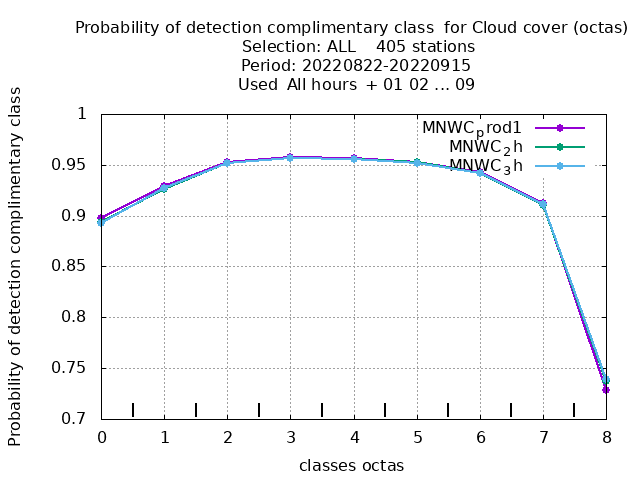 Probability of detection complimentary class for Cloud cover (octas)
Selection: ALL 405 stations
Period: 20220822-20220915
Used All hours + 01 02 ... 09
Probability of detection complimentary class
1
0.95
0.9
0.85
0.8
0.75
0.7
MNWCprod1
MNWC2h
MNWC3h
0 1 2 3 4 5 6 7 8
classes octas